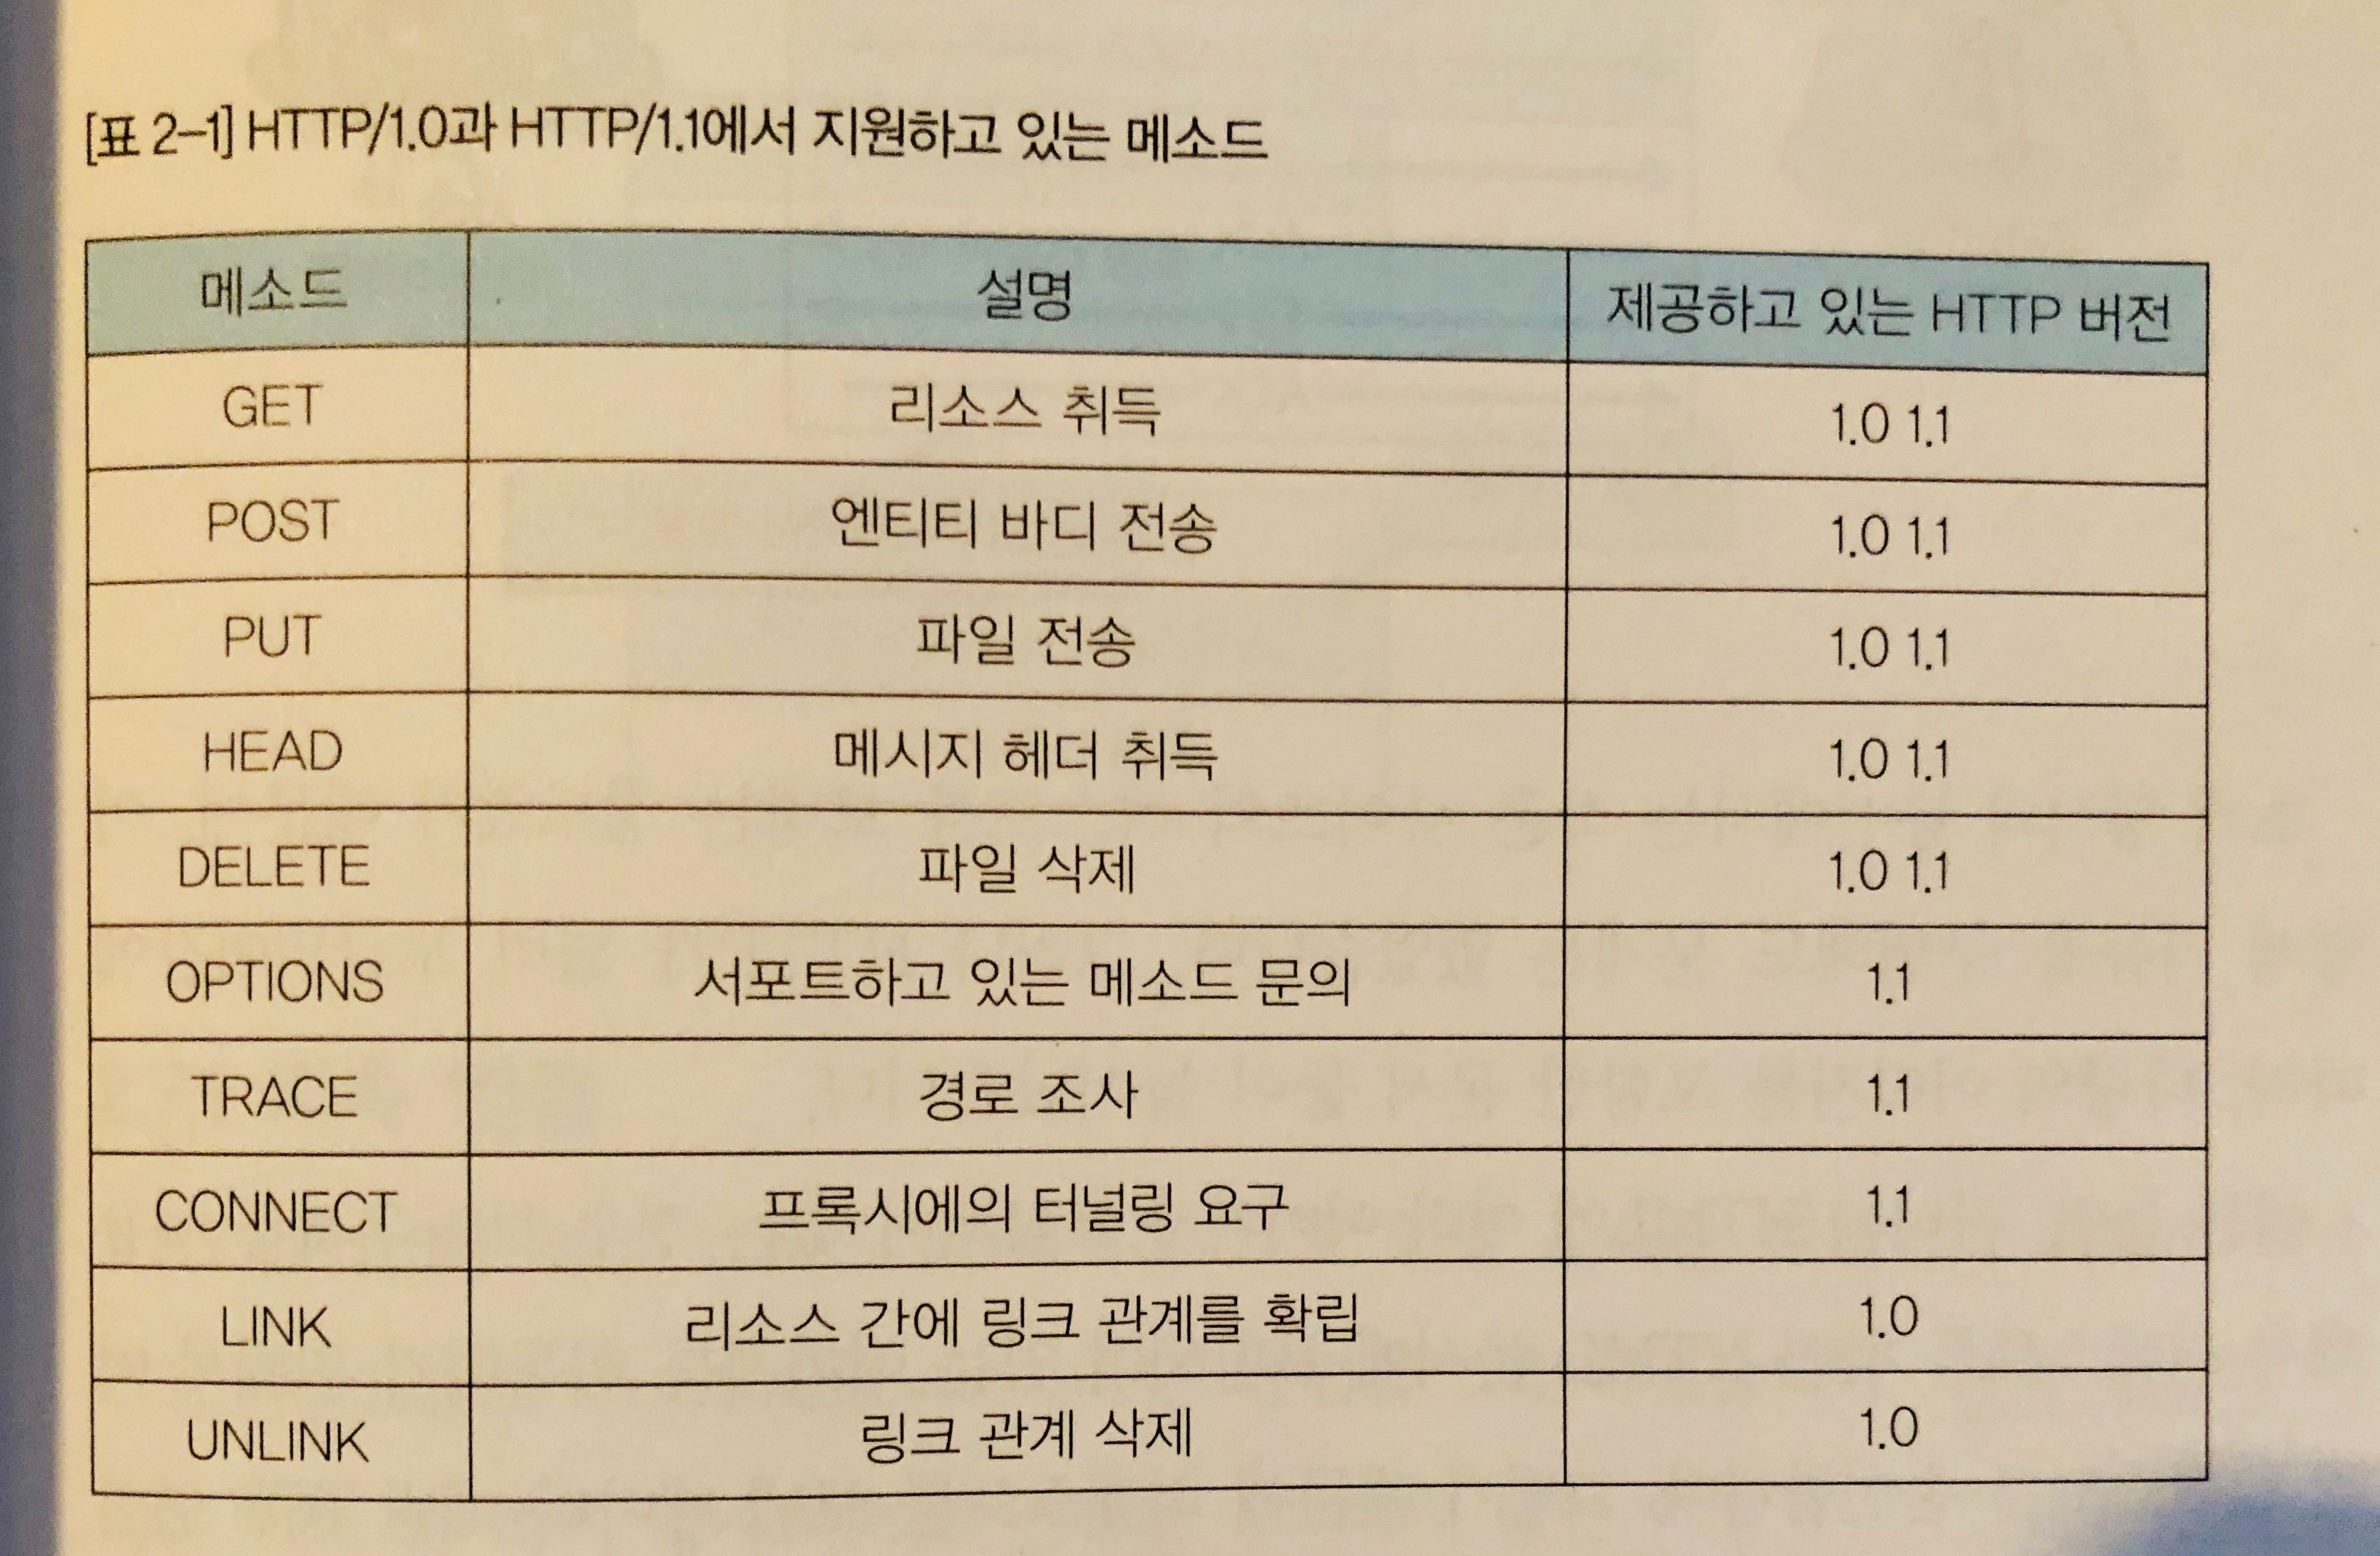 [표 2-1] HTTP/1.0과 HTTP/1.1에서 지원하고 있는 메소드
메소드 설명 제공하고 있는 HTTP 버전
GET 리소스 취득 1.0 1.1
POST 엔티티 바디 전송 1.0 1.1
PUT 파일 전송 1.0 1.1
HEAD 메시지 헤더 취득 1.0 1.1
DELETE 파일 삭제 1.0 1.1
OPTIONS 서포트하고 있는 메소드 문의 1.1
TRACE 경로 조사 1.1
CONNECT 프록시에의 터널링 요구 1.1
LINK 리소스 간에 링크 관계를 확립 1.0
UNLINK 링크 관계 삭제 1.0